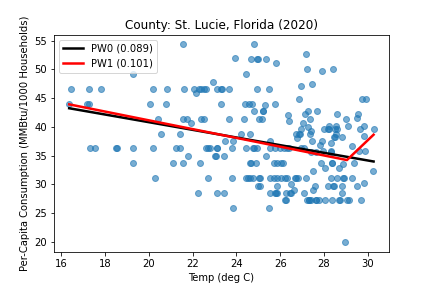 County: St. Lucie, Florida (2020)
PW0 (0.089)
PW1 (0.101)
Per-Capita Consumption (MMBtu/1000 Households)
55
50
45
40
35
30
25
20
16 18 20 22 24 26 28 30
Temp (deg C)